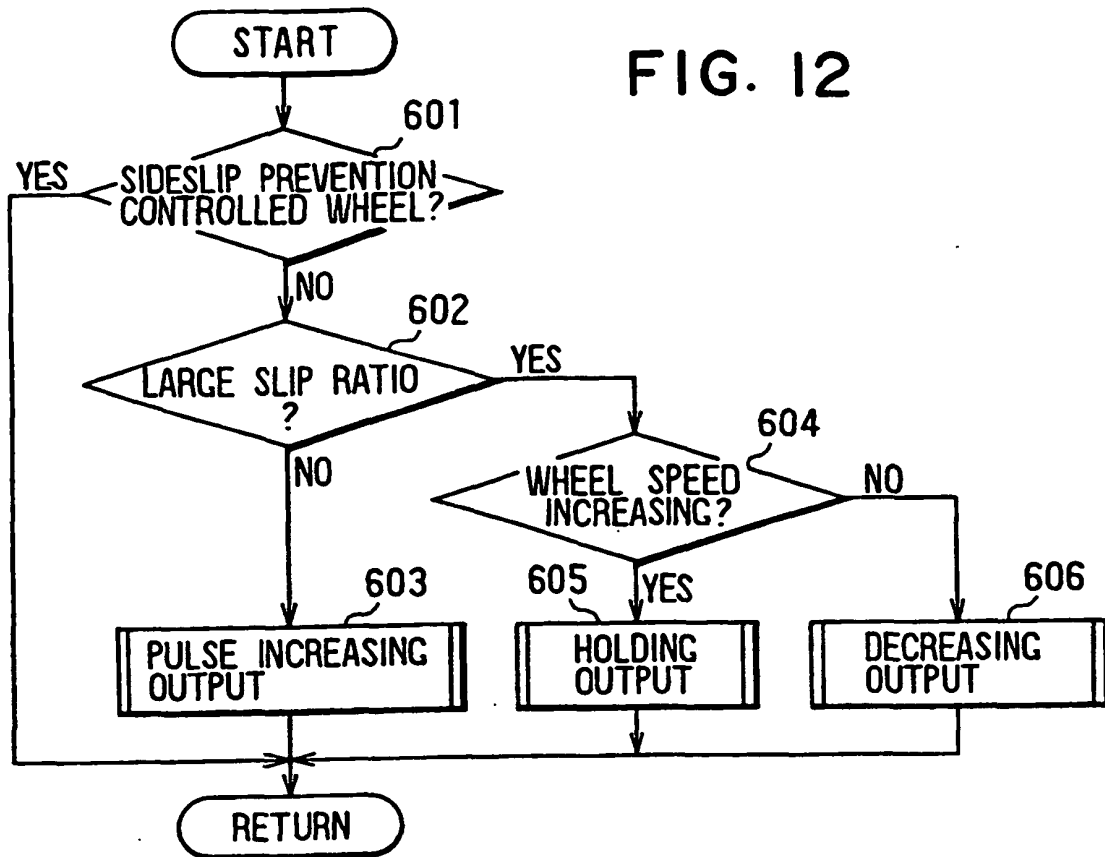 START
FIG. 12
601
YES
SIDESLIP PREVENTION
CONTROLLED WHEEL?
NO
602
LARGE SLIP RATIO
?
YES
NO
604
WHEEL SPEED
INCREASING?
NO
YES
603
PULSE INCREASING
OUTPUT
605
HOLDING
OUTPUT
606
DECREASING
OUTPUT
RETURN